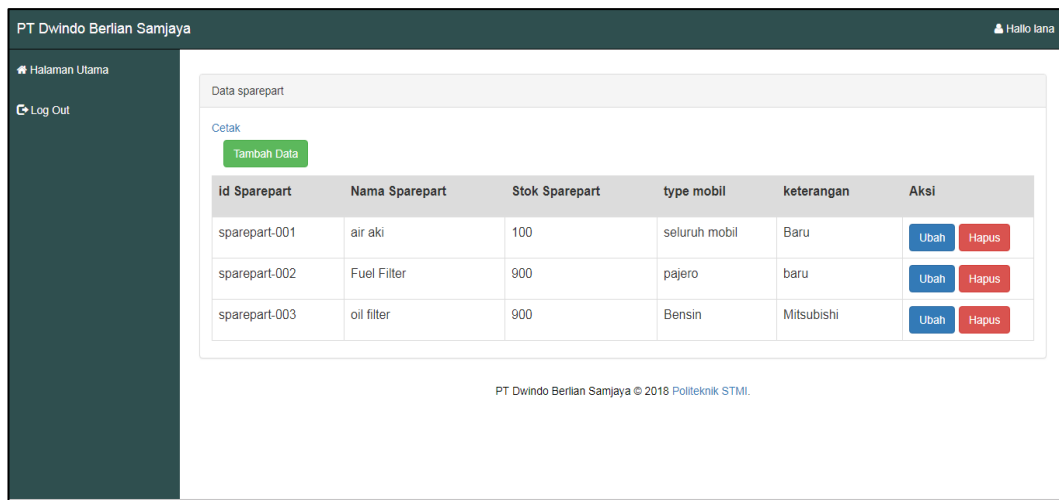 PT Dwindo Berlian Samjaya
Hallo lana
Halaman Utama
Log Out
Data sparepart
Cetak
Tambah Data
id Sparepart Nama Sparepart Stok Sparepart type mobil keterangan Aksi
sparepart-001 air aki 100 seluruh mobil Baru Ubah Hapus
sparepart-002 Fuel Filter 900 pajero baru Ubah Hapus
sparepart-003 oil filter 900 Bensin Mitsubishi Ubah Hapus
PT Dwindo Berlian Samjaya © 2018 Politeknik STMI.